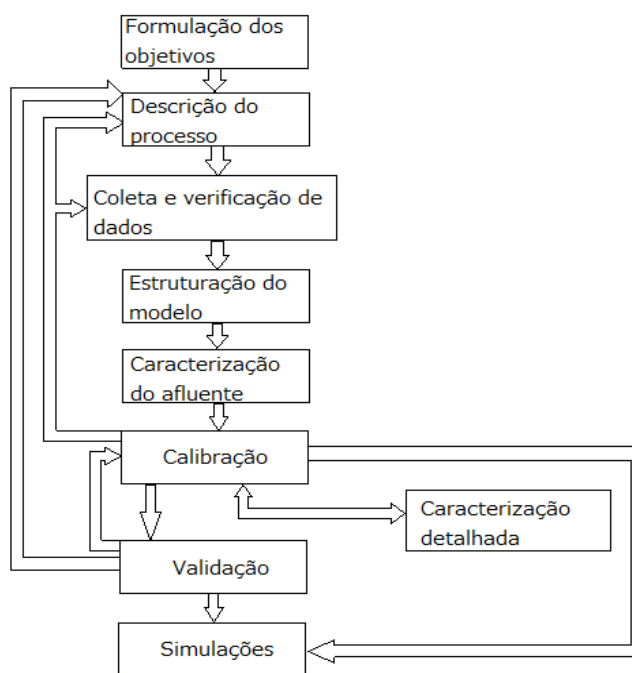 Formulação dos
objetivos
Descrição do
processo
Coleta e verificação de
dados
Estruturação do
modelo
Caracterização
do afluente
Calibração
Caracterização
detalhada
Validação
Simulações